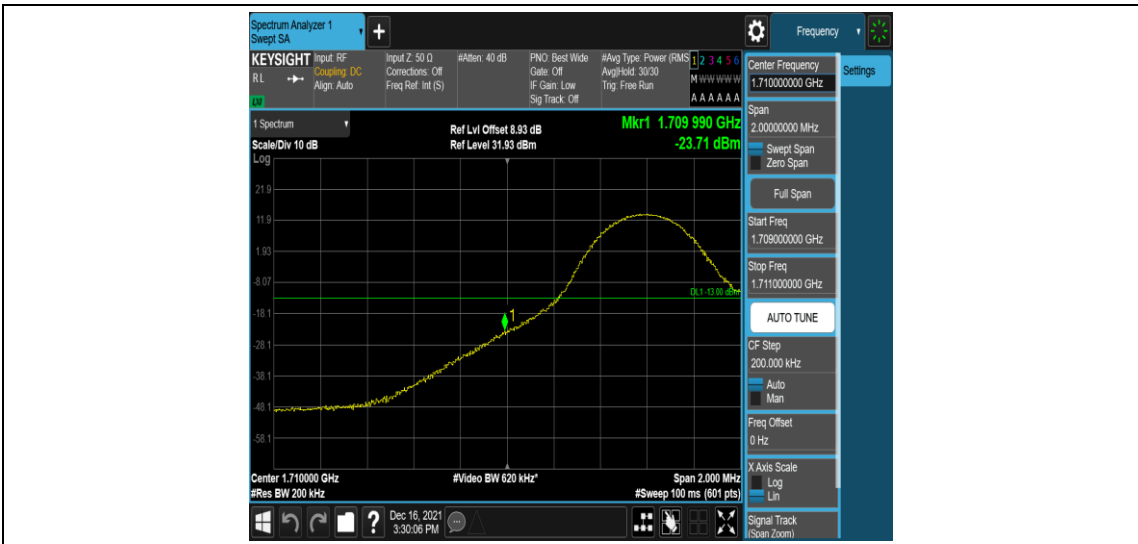 Spectrum Analyzer 1
Swept SA
+
Frequency
KEYSIGHT
RL
LXI
Input: RF
Coupling: DC
Align: Auto
Input Z: 50 Ω
Corrections: Off
Freq Ref: Int (S)
#Atten: 40 dB
PNO: Best Wide
Gate: Off
IF Gain: Low
Sig Track: Off
#Avg Type: Power (RMS
Avg|Hold: 30/30
Trig: Free Run
1 2 3 4 5 6
M W W W W W
A A A A A A
1 Spectrum
Scale/Div 10 dB
Log
Ref Lvl Offset 8.93 dB
Ref Level 31.93 dBm
Mkr1 1.709 990 GHz
-23.71 dBm
21.9
11.9
1.93
-8.07
-18.1
-28.1
-38.1
-48.1
-58.1
DL1 -13.00 dBm
1
Center 1.710000 GHz
#Res BW 200 kHz
#Video BW 620 kHz*
Span 2.000 MHz
#Sweep 100 ms (601 pts)
?
Dec 16, 2021
3:30:06 PM
Settings
Center Frequency
1.710000000 GHz
Span
2.00000000 MHz
Swept Span
Zero Span
Full Span
Start Freq
1.709000000 GHz
Stop Freq
1.711000000 GHz
AUTO TUNE
CF Step
200.000 kHz
Auto
Man
Freq Offset
0 Hz
X Axis Scale
Log
Lin
Signal Track
(Span Zoom)